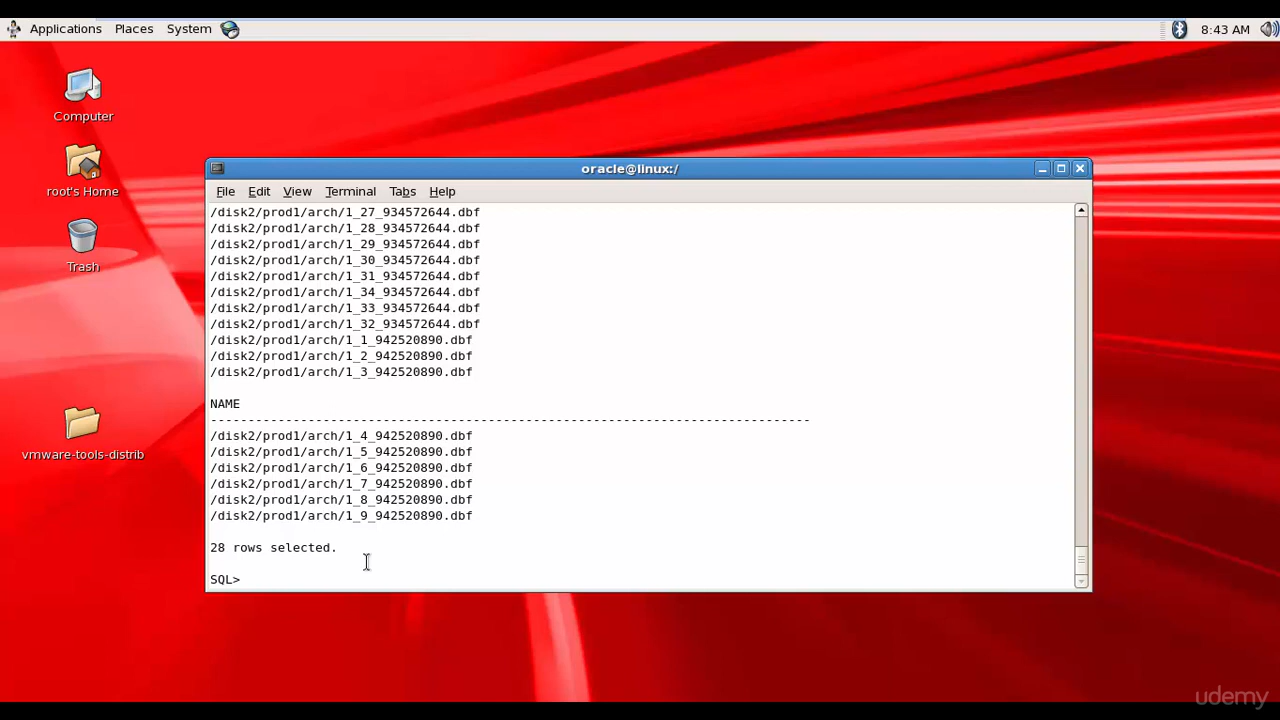 Applications Places System 8:43 AM
Computer
root's Home
Trash
vmware-tools-distrib
oracle@linux:/
File Edit View Terminal Tabs Help
/disk2/prod1/arch/1_27_934572644.dbf
/disk2/prod1/arch/1_28_934572644.dbf
/disk2/prod1/arch/1_29_934572644.dbf
/disk2/prod1/arch/1_30_934572644.dbf
/disk2/prod1/arch/1_31_934572644.dbf
/disk2/prod1/arch/1_34_934572644.dbf
/disk2/prod1/arch/1_33_934572644.dbf
/disk2/prod1/arch/1_32_934572644.dbf
/disk2/prod1/arch/1_1_942520890.dbf
/disk2/prod1/arch/1_2_942520890.dbf
/disk2/prod1/arch/1_3_942520890.dbf
NAME
--------------------------------------------------------------------------------
/disk2/prod1/arch/1_4_942520890.dbf
/disk2/prod1/arch/1_5_942520890.dbf
/disk2/prod1/arch/1_6_942520890.dbf
/disk2/prod1/arch/1_7_942520890.dbf
/disk2/prod1/arch/1_8_942520890.dbf
/disk2/prod1/arch/1_9_942520890.dbf
28 rows selected.
SQL>
udemy